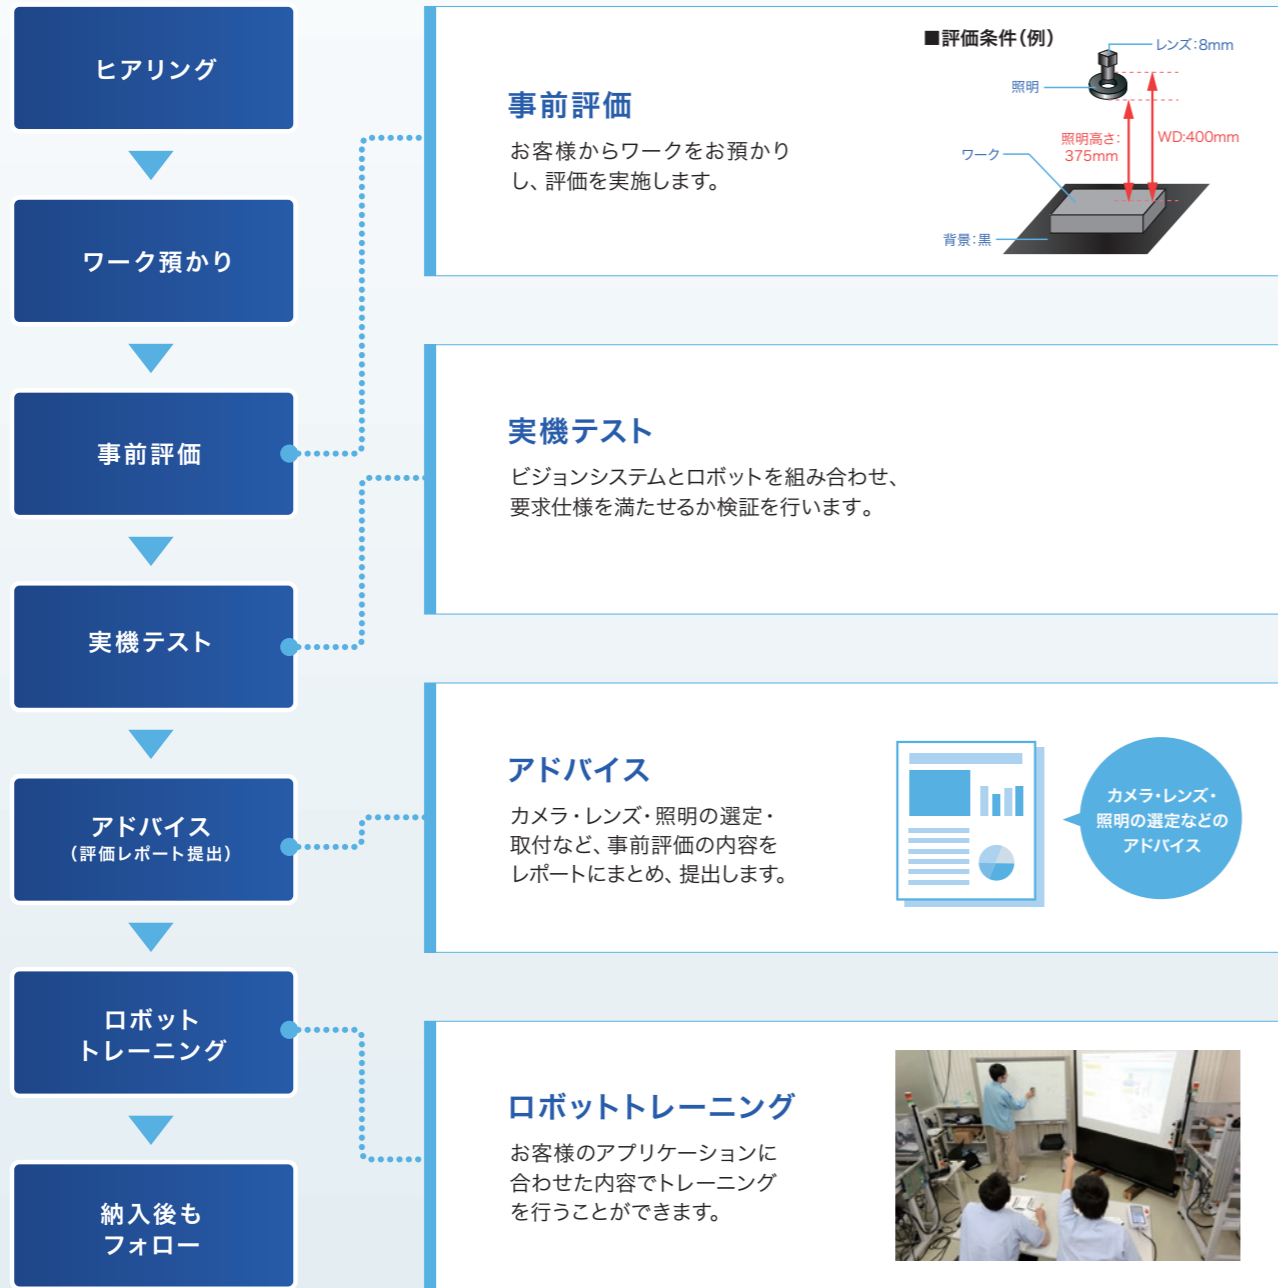 ヒアリング
ワーク預かり
事前評価
実機テスト
アドバイス
(評価レポート提出)
ロボット
トレーニング
納入後も
フォロー
事前評価
お客様からワークをお預かり
し、評価を実施します。
■評価条件(例)
レンズ:8mm
照明
照明高さ:
375mm
WD:400mm
ワーク
背景:黒
実機テスト
ビジョンシステムとロボットを組み合わせ、
要求仕様を満たせるか検証を行います。
アドバイス
カメラ・レンズ・照明の選定・
取付など、事前評価の内容を
レポートにまとめ、提出します。
カメラ・レンズ・
照明の選定などの
アドバイス
ロボットトレーニング
お客様のアプリケーションに
合わせた内容でトレーニング
を行うことができます。